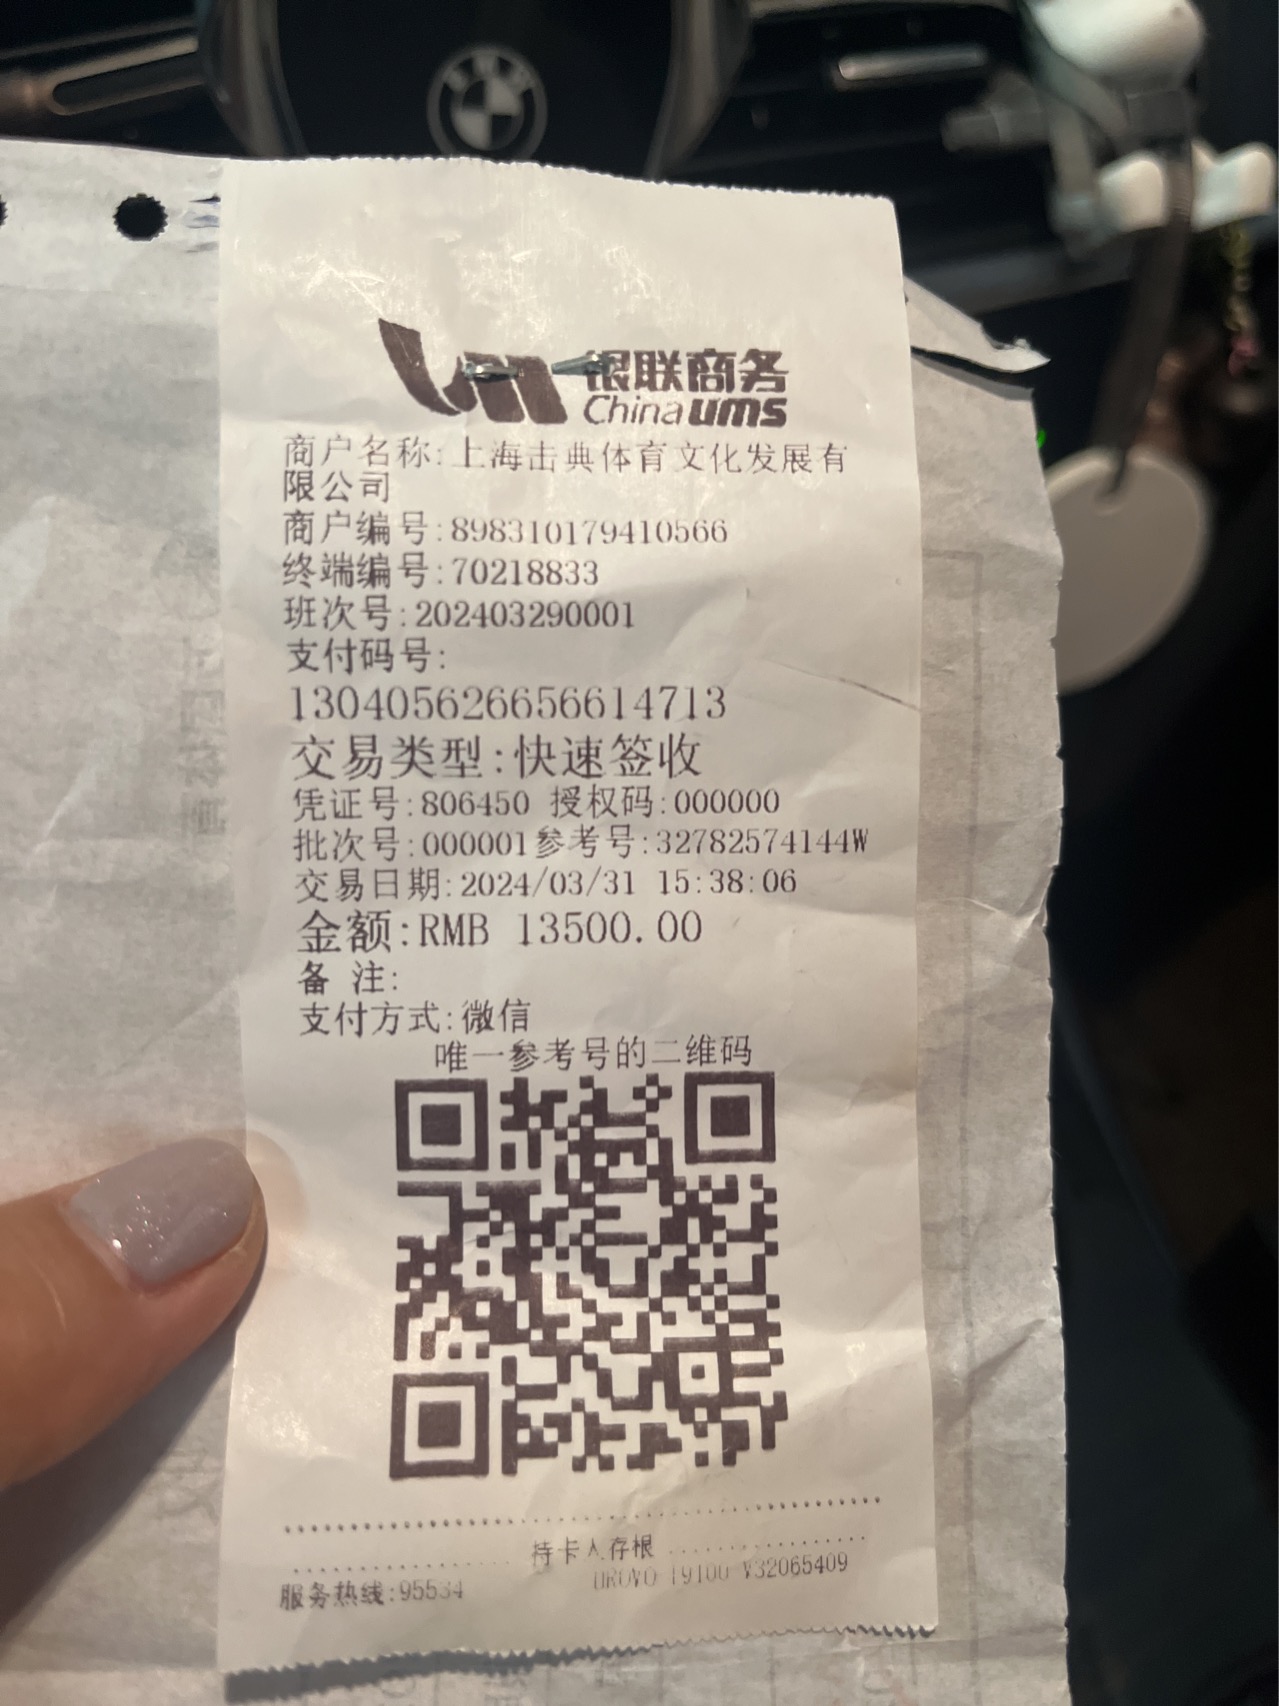 BMW
银联商务
Chinaums
商户名称:上海击典体育文化发展有
限公司
商户编号:898310179410566
终端编号:70218833
班次号:202403290001
支付码号:
130405626656614713
交易类型:快速签收
凭证号:806450 授权码:000000
批次号:000001参考号:32782574144W
交易日期:2024/03/31 15:38:06
金额:RMB 13500.00
备 注:
支付方式:微信
唯一参考号的二维码
持卡人存根
UROVO i9100 V32065409
服务热线:95534